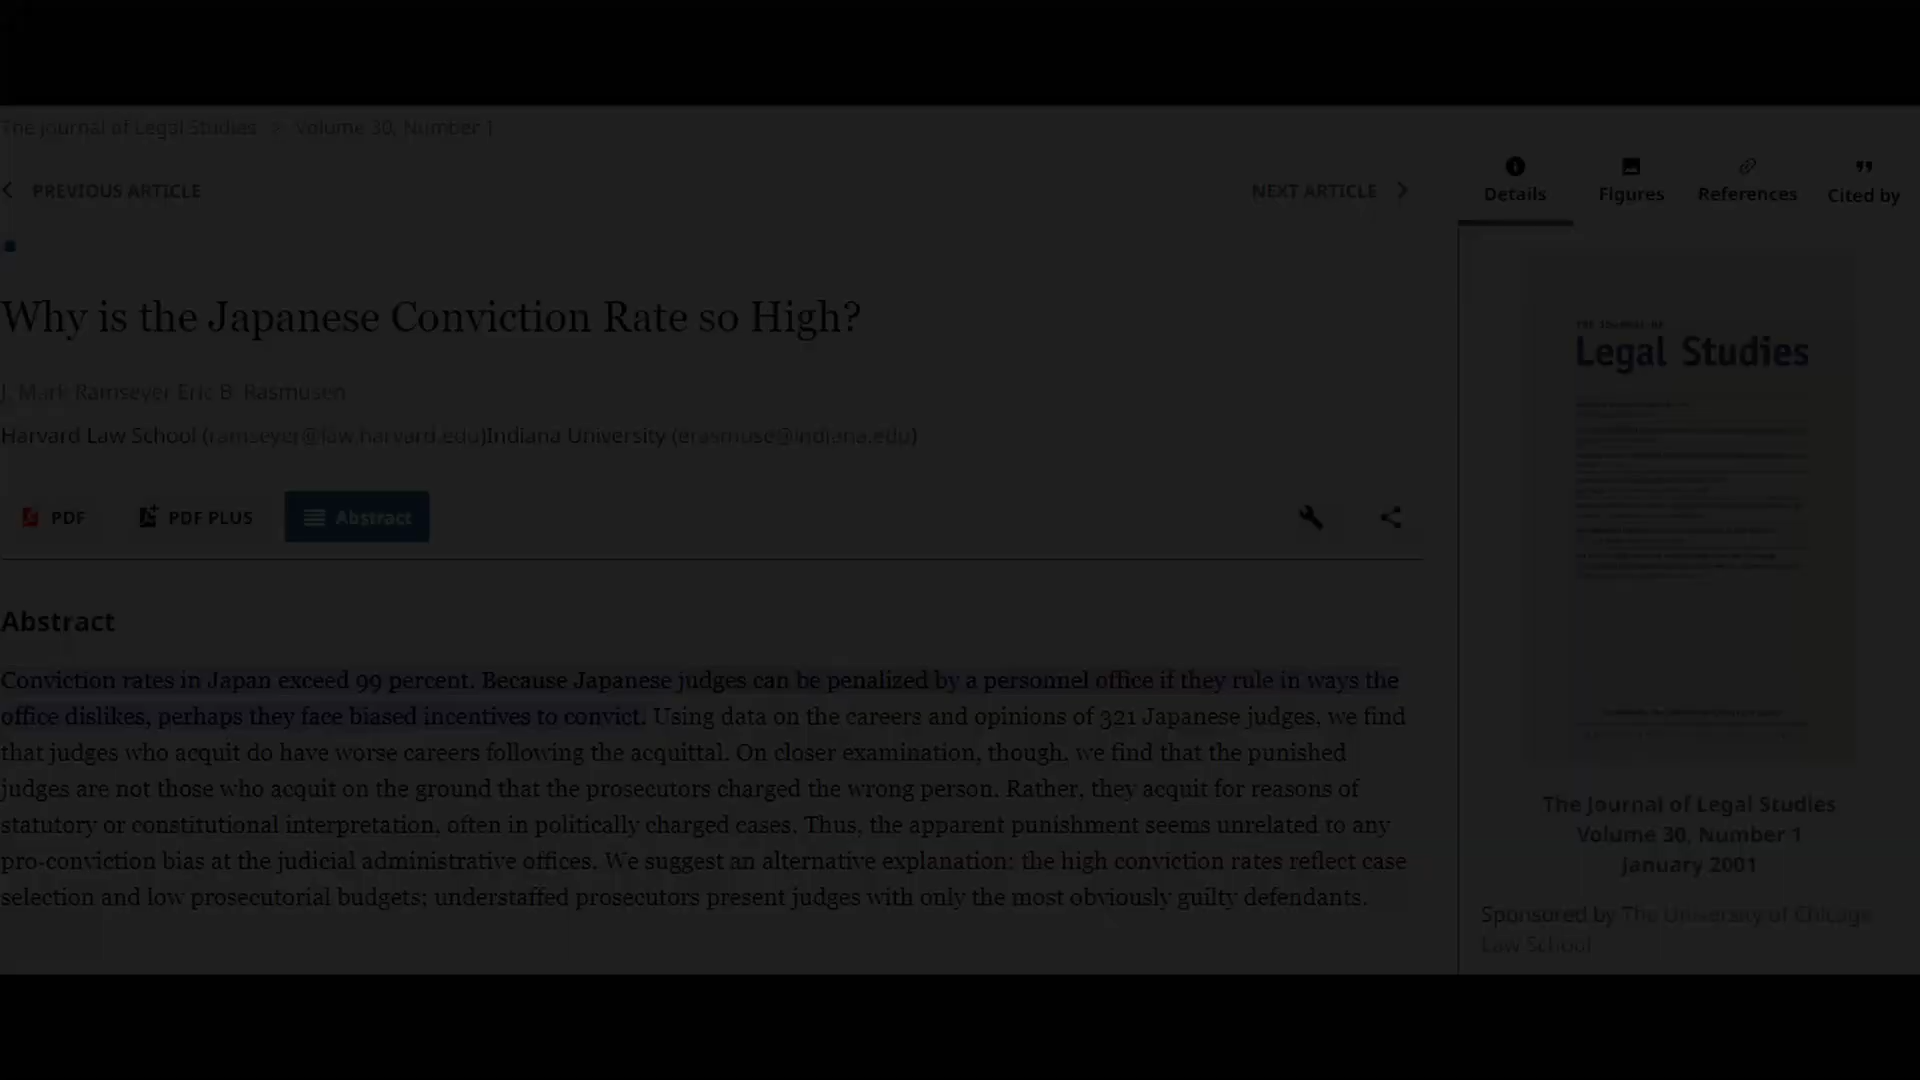 The Journal of Legal Studies > Volume 30, Number 1
PREVIOUS ARTICLE
NEXT ARTICLE
Details
Figures
References
Cited by
Why is the Japanese Conviction Rate so High?
J. Mark Ramseyer Eric B. Rasmusen
Harvard Law School (ramseyer@law.harvard.edu)Indiana University (erasmuse@indiana.edu)
PDF
PDF PLUS
Abstract
Abstract
Conviction rates in Japan exceed 99 percent. Because Japanese judges can be penalized by a personnel office if they rule in ways the
office dislikes, perhaps they face biased incentives to convict. Using data on the careers and opinions of 321 Japanese judges, we find
that judges who acquit do have worse careers following the acquittal. On closer examination, though, we find that the punished
judges are not those who acquit on the ground that the prosecutors charged the wrong person. Rather, they acquit for reasons of
statutory or constitutional interpretation, often in politically charged cases. Thus, the apparent punishment seems unrelated to any
pro-conviction bias at the judicial administrative offices. We suggest an alternative explanation: the high conviction rates reflect case
selection and low prosecutorial budgets; understaffed prosecutors present judges with only the most obviously guilty defendants.
THE JOURNAL OF
Legal Studies
The Journal of Legal Studies
Volume 30, Number 1
January 2001
Sponsored by The University of Chicago
Law School